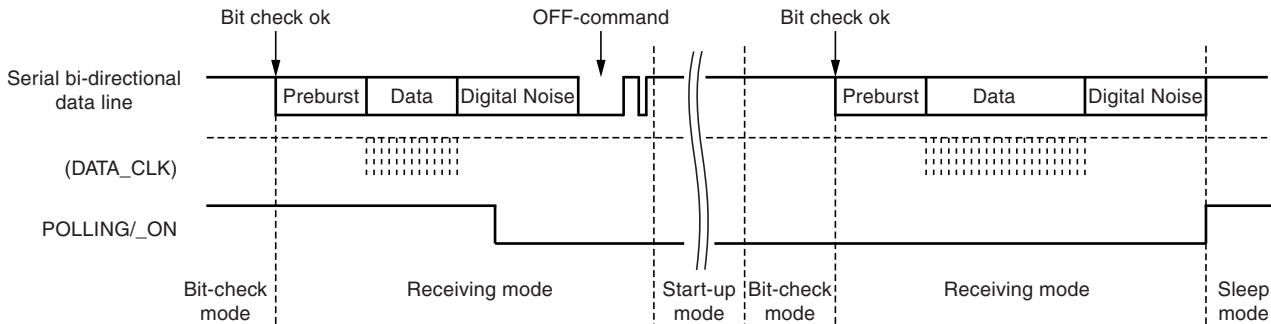 Bit check ok
OFF-command
Bit check ok
Serial bi-directional
data line
Preburst
Data
Digital Noise
Preburst
Data
Digital Noise
(DATA_CLK)
POLLING/_ON
Bit-check
mode
Receiving mode
Start-up
mode
Bit-check
mode
Receiving mode
Sleep
mode